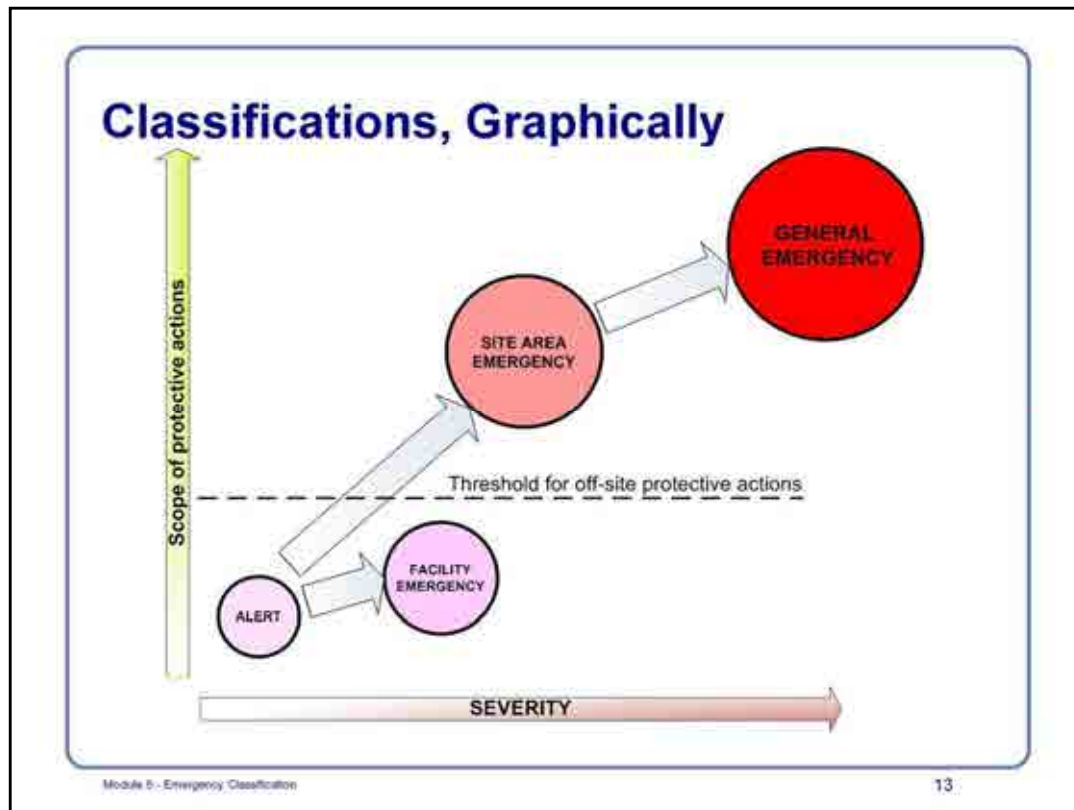 Classifications, Graphically
Scope of protective actions
GENERAL
EMERGENCY
SITE AREA
EMERGENCY
Threshold for off-site protective actions
FACILITY
EMERGENCY
ALERT
SEVERITY
Module 5 - Emergency Classification
13